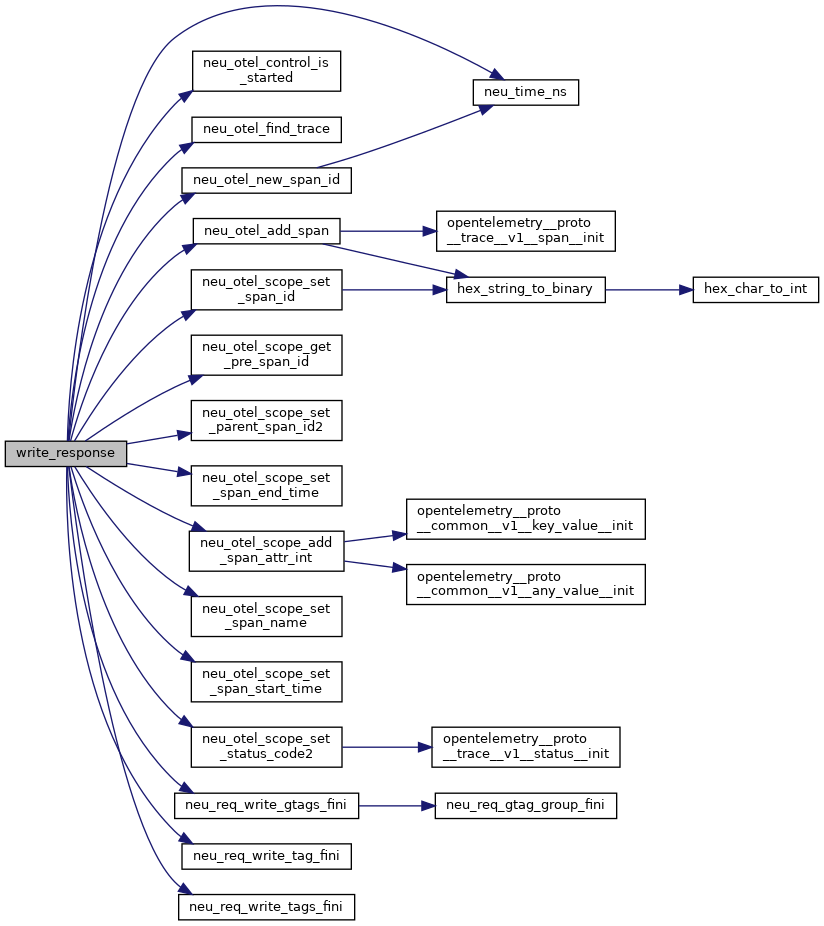 neu_otel_control_is
_started
neu_time_ns
neu_otel_find_trace
neu_otel_new_span_id
neu_otel_add_span
opentelemetry__proto
__trace__v1__span__init
neu_otel_scope_set
_span_id
hex_string_to_binary
hex_char_to_int
neu_otel_scope_get
_pre_span_id
neu_otel_scope_set
_parent_span_id2
write_response
neu_otel_scope_set
_span_end_time
neu_otel_scope_add
_span_attr_int
opentelemetry__proto
__common__v1__key_value__init
opentelemetry__proto
__common__v1__any_value__init
neu_otel_scope_set
_span_name
neu_otel_scope_set
_span_start_time
neu_otel_scope_set
_status_code2
opentelemetry__proto
__trace__v1__status__init
neu_req_write_gtags_fini
neu_req_gtag_group_fini
neu_req_write_tag_fini
neu_req_write_tags_fini